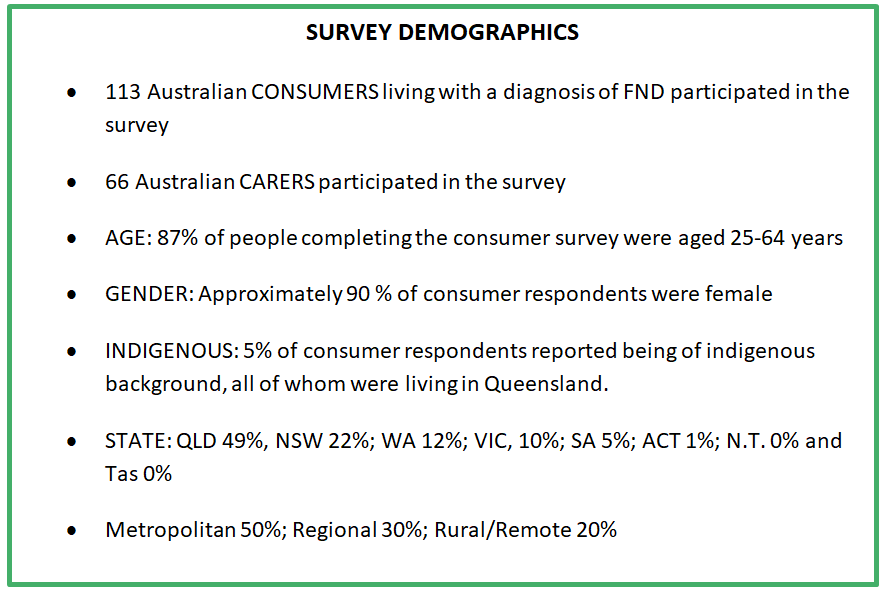 SURVEY DEMOGRAPHICS
• 113 Australian CONSUMERS living with a diagnosis of FND participated in the
survey
• 66 Australian CARERS participated in the survey
• AGE: 87% of people completing the consumer survey were aged 25-64 years
• GENDER: Approximately 90 % of consumer respondents were female
• INDIGENOUS: 5% of consumer respondents reported being of indigenous
background, all of whom were living in Queensland.
• STATE: QLD 49%, NSW 22%; WA 12%; VIC, 10%; SA 5%; ACT 1%; N.T. 0% and
Tas 0%
• Metropolitan 50%; Regional 30%; Rural/Remote 20%